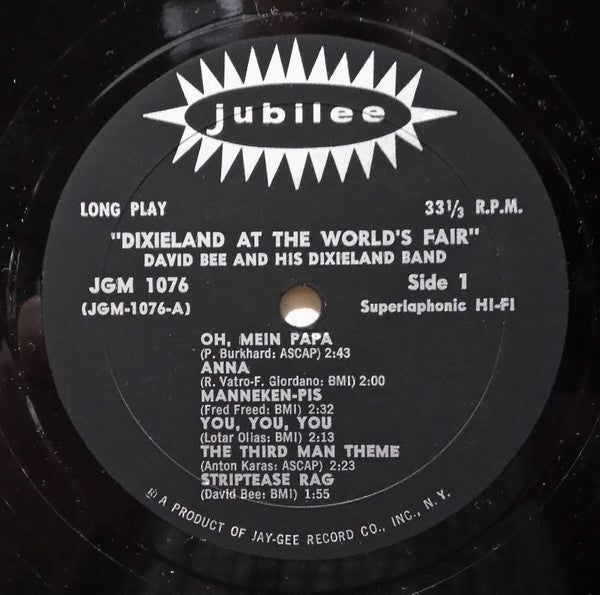 jubilee
LONG PLAY
33⅓ R.P.M.
"DIXIELAND AT THE WORLD'S FAIR"
DAVID BEE AND HIS DIXIELAND BAND
JGM 1076
Side 1
(JGM-1076-A)
Superlaphonic HI-FI
OH, MEIN PAPA
(P. Burkhard: ASCAP) 2:43
ANNA
(R. Vatro-F. Giordano: BMI) 2:00
MANNEKEN-PIS
(Fred Freed: BMI) 2:32
YOU, YOU, YOU
(Lotar Olias: BMI) 2:13
THE THIRD MAN THEME
(Anton Karas: ASCAP) 2:23
STRIPTEASE RAG
(David Bee: BMI) 1:55
A PRODUCT OF JAY-GEE RECORD CO., INC., N. Y.